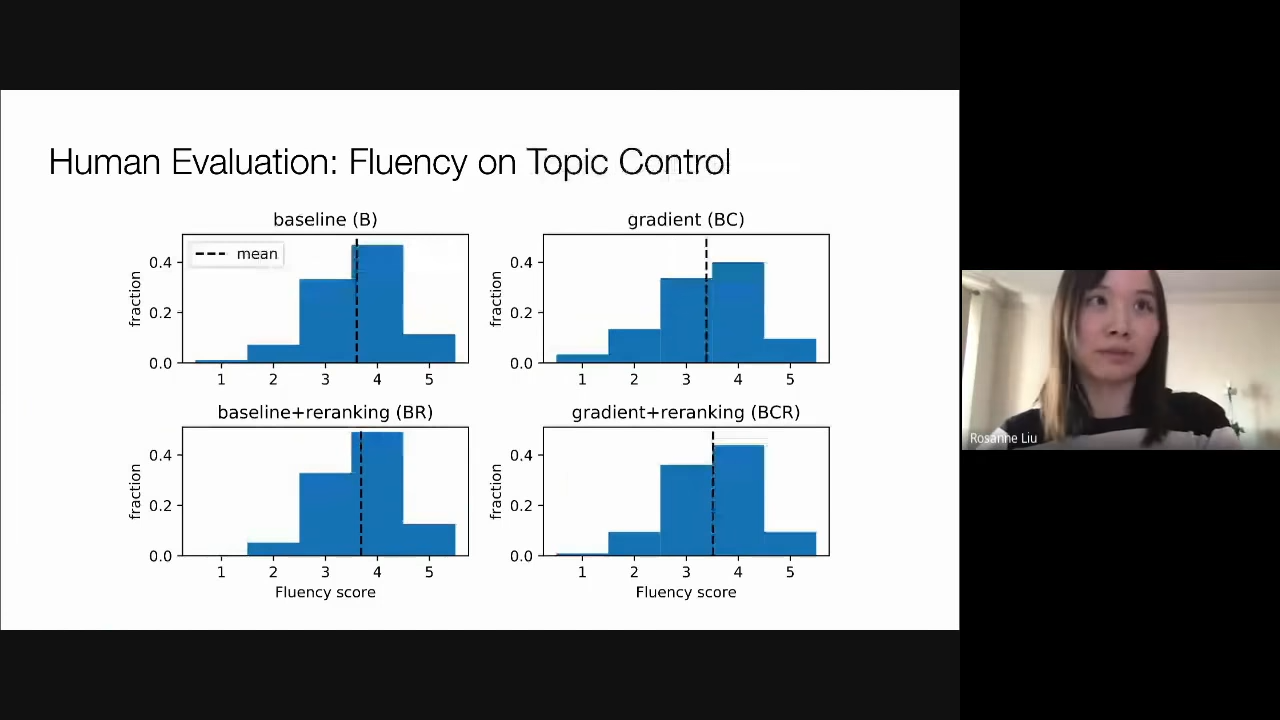 Human Evaluation: Fluency on Topic Control
baseline (B)
mean
fraction
0.4
0.2
0.0
1 2 3 4 5
gradient (BC)
fraction
0.4
0.2
0.0
1 2 3 4 5
baseline+reranking (BR)
fraction
0.4
0.2
0.0
1 2 3 4 5
Fluency score
gradient+reranking (BCR)
fraction
0.4
0.2
0.0
1 2 3 4 5
Fluency score
Rosanne Liu